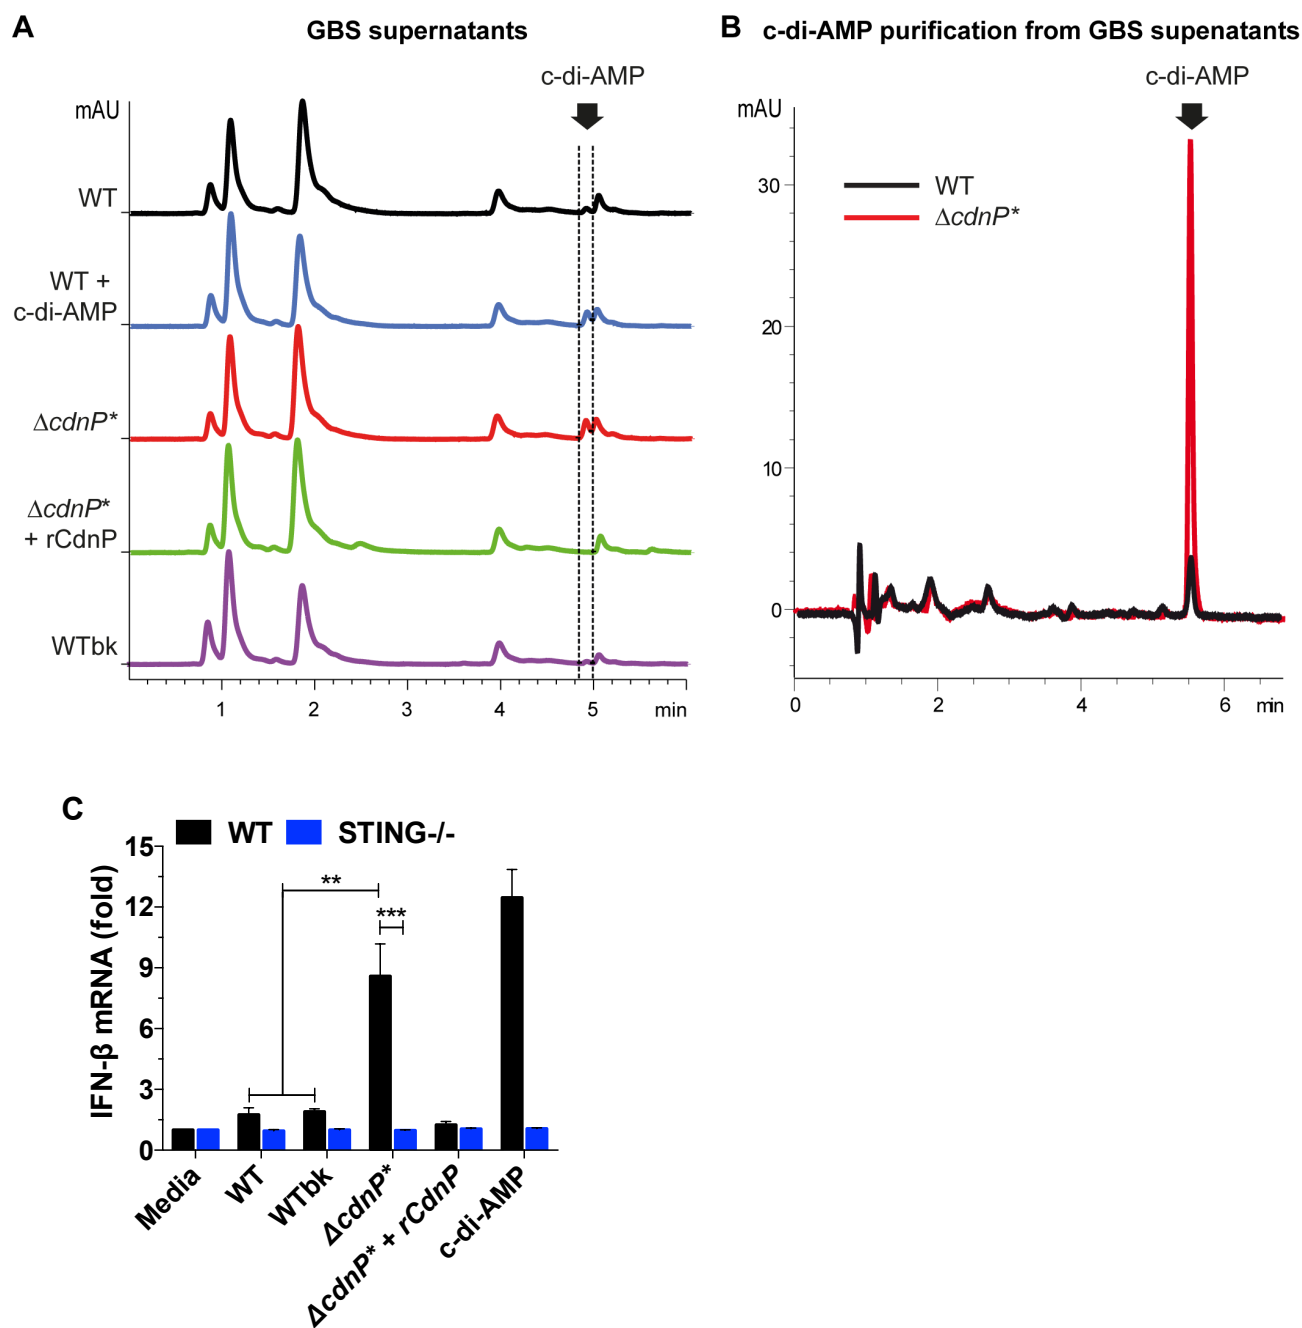 A
GBS supernatants
c-di-AMP
mAU
WT
WT +
c-di-AMP
ΔcdnP*
ΔcdnP*
+ rCdnP
WTbk
1
2
3
4
5
min
B
c-di-AMP purification from GBS supenatants
c-di-AMP
mAU
WT
ΔcdnP*
30
20
10
0
0
2
4
6
min
C
WT
STING-/-
IFN-β mRNA (fold)
15
12
9
6
3
0
**
***
Media
WT
WTbk
ΔcdnP*
ΔcdnP* + rCdnP
c-di-AMP